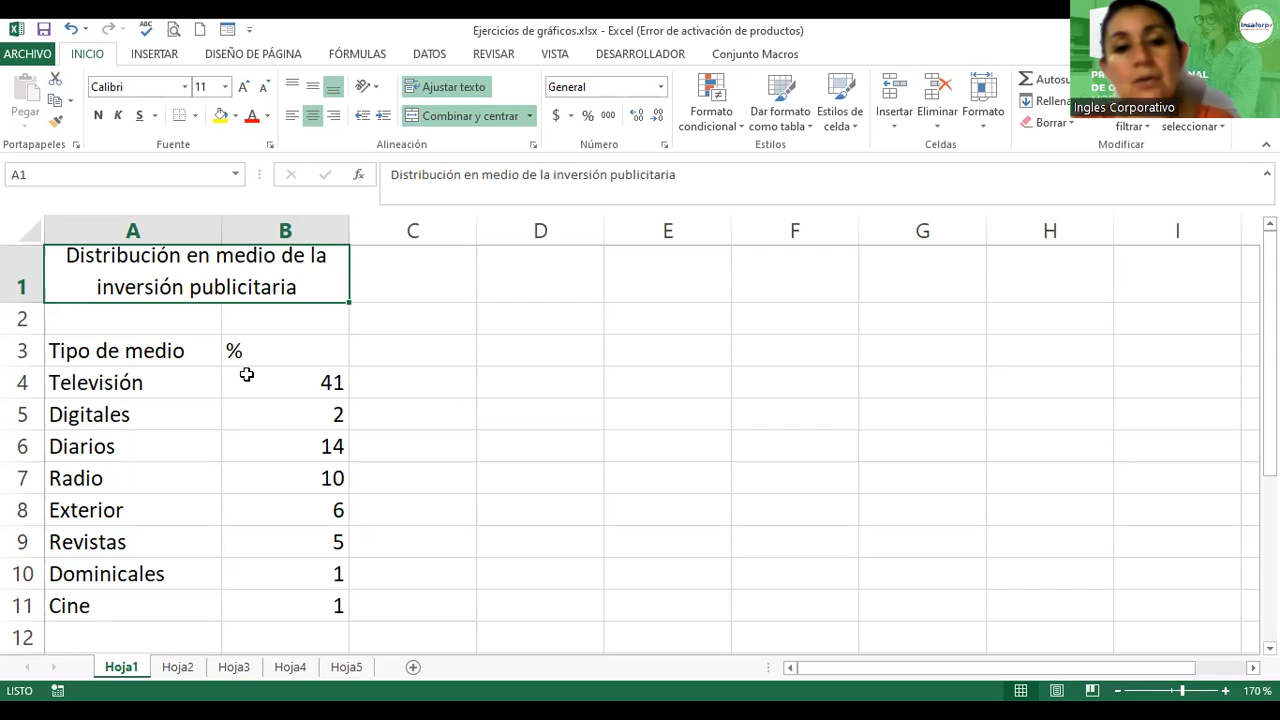 Ejercicios de gráficos.xlsx - Excel (Error de activación de productos)
ARCHIVO INICIO INSERTAR DISEÑO DE PÁGINA FÓRMULAS DATOS REVISAR VISTA DESARROLLADOR Conjunto Macros
Pegar
Portapapeles
Calibri 11
N K S
Fuente
Ajustar texto
Combinar y centrar
Alineación
General
$ % 000
Número
Formato condicional
Dar formato como tabla
Estilos de celda
Estilos
Insertar
Eliminar
Formato
Celdas
Autosu
Rellena
Borrar
filtrar
seleccionar
Modificar
Insaforp
Ingles Corporativo
A1
fx
Distribución en medio de la inversión publicitaria
A B C D E F G H I
1 Distribución en medio de la
inversión publicitaria
2
3 Tipo de medio %
4 Televisión 41
5 Digitales 2
6 Diarios 14
7 Radio 10
8 Exterior 6
9 Revistas 5
10 Dominicales 1
11 Cine 1
12
Hoja1 Hoja2 Hoja3 Hoja4 Hoja5
LISTO
170 %